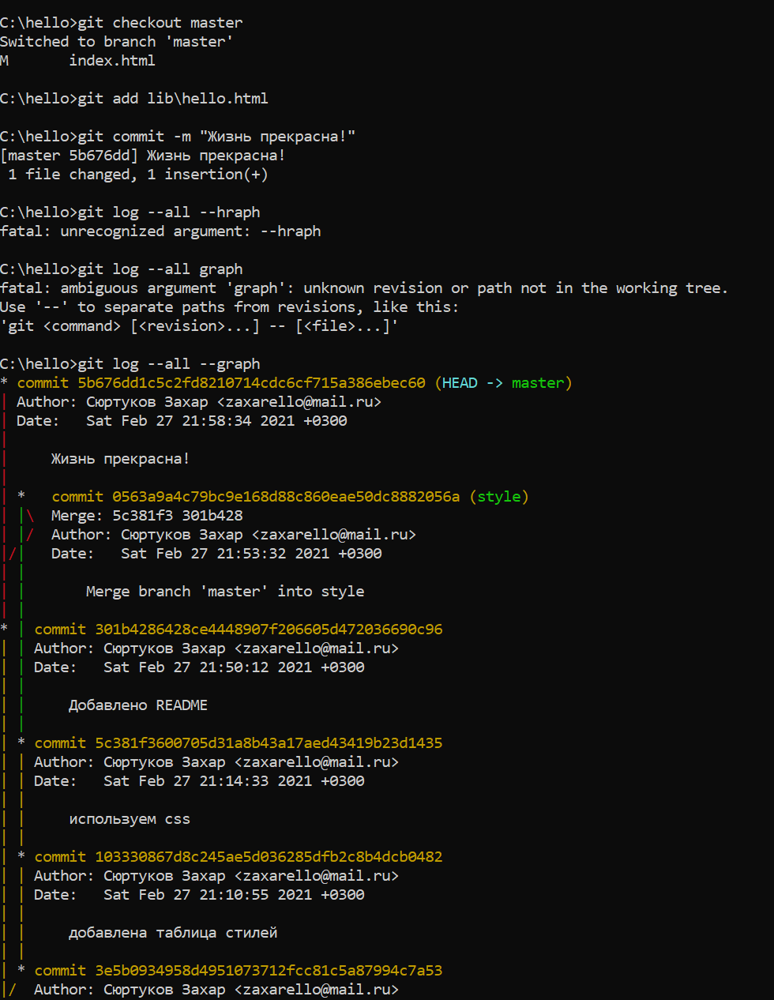 C:\hello>git checkout master
Switched to branch 'master'
M       index.html
C:\hello>git add lib\hello.html
C:\hello>git commit -m "Жизнь прекрасна!"
[master 5b676dd] Жизнь прекрасна!
 1 file changed, 1 insertion(+)
C:\hello>git log --all --hraph
fatal: unrecognized argument: --hraph
C:\hello>git log --all graph
fatal: ambiguous argument 'graph': unknown revision or path not in the working tree.
Use '--' to separate paths from revisions, like this:
'git <command> [<revision>...] -- [<file>...]'
C:\hello>git log --all --graph
* commit 5b676dd1c5c2fd8210714cdc6cf715a386ebec60 (HEAD -> master)
| Author: Сюртуков Захар <zaxarello@mail.ru>
| Date:   Sat Feb 27 21:58:34 2021 +0300
|
|     Жизнь прекрасна!
|
| *   commit 0563a9a4c79bc9e168d88c860eae50dc8882056a (style)
| |\  Merge: 5c381f3 301b428
| |/  Author: Сюртуков Захар <zaxarello@mail.ru>
|/|   Date:   Sat Feb 27 21:53:32 2021 +0300
| |
| |       Merge branch 'master' into style
| |
* | commit 301b4286428ce4448907f206605d472036690c96
| | Author: Сюртуков Захар <zaxarello@mail.ru>
| | Date:   Sat Feb 27 21:50:12 2021 +0300
| |
| |     Добавлено README
| |
| * commit 5c381f3600705d31a8b43a17aed43419b23d1435
| | Author: Сюртуков Захар <zaxarello@mail.ru>
| | Date:   Sat Feb 27 21:14:33 2021 +0300
| |
| |     используем css
| |
| * commit 103330867d8c245ae5d036285dfb2c8b4dcb0482
| | Author: Сюртуков Захар <zaxarello@mail.ru>
| | Date:   Sat Feb 27 21:10:55 2021 +0300
| |
| |     добавлена таблица стилей
| |
| * commit 3e5b0934958d4951073712fcc81c5a87994c7a53
|/  Author: Сюртуков Захар <zaxarello@mail.ru>